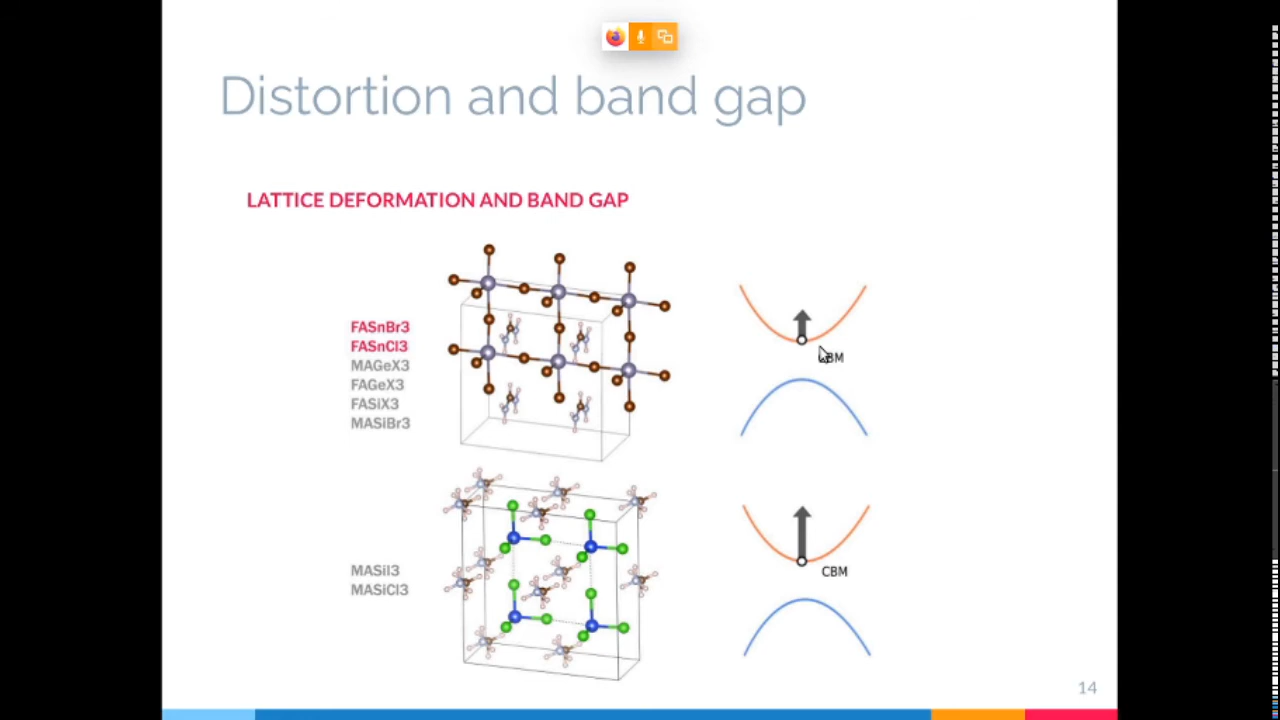 Distortion and band gap
LATTICE DEFORMATION AND BAND GAP
FASnBr3
FASnCl3
MAGeX3
FAGeX3
FASiX3
MASiBr3
CBM
MASiI3
MASiCl3
CBM
14